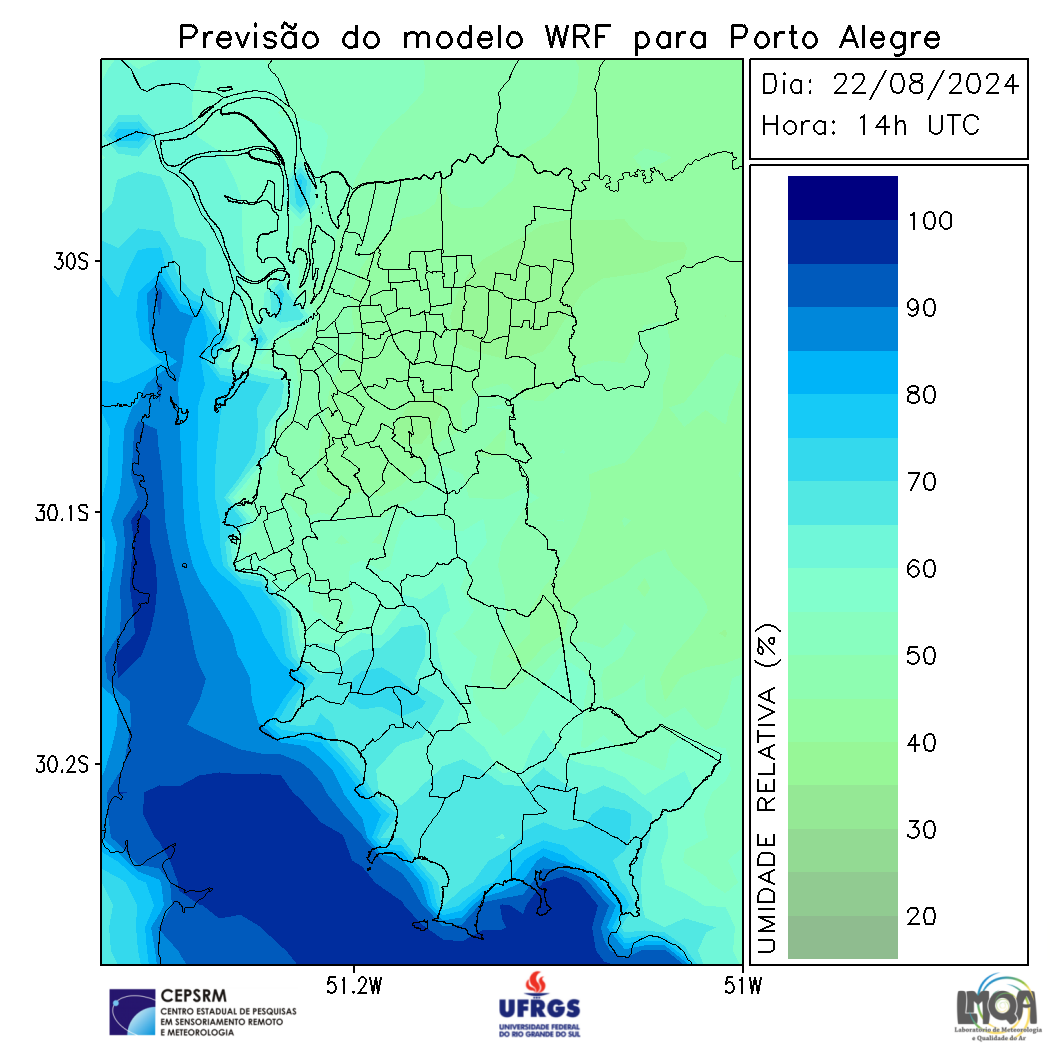 Previsão do modelo WRF para Porto Alegre
Dia: 22/08/2024
Hora: 14h UTC
30S
30.1S
30.2S
51.2W
51W
UMIDADE RELATIVA (%)
100
90
80
70
60
50
40
30
20
CEPSRM
CENTRO ESTADUAL DE PESQUISAS
EM SENSORIAMENTO REMOTO
E METEOROLOGIA
UFRGS
UNIVERSIDADE FEDERAL
DO RIO GRANDE DO SUL
LMQA
Laboratório de Meteorologia
e Qualidade do Ar